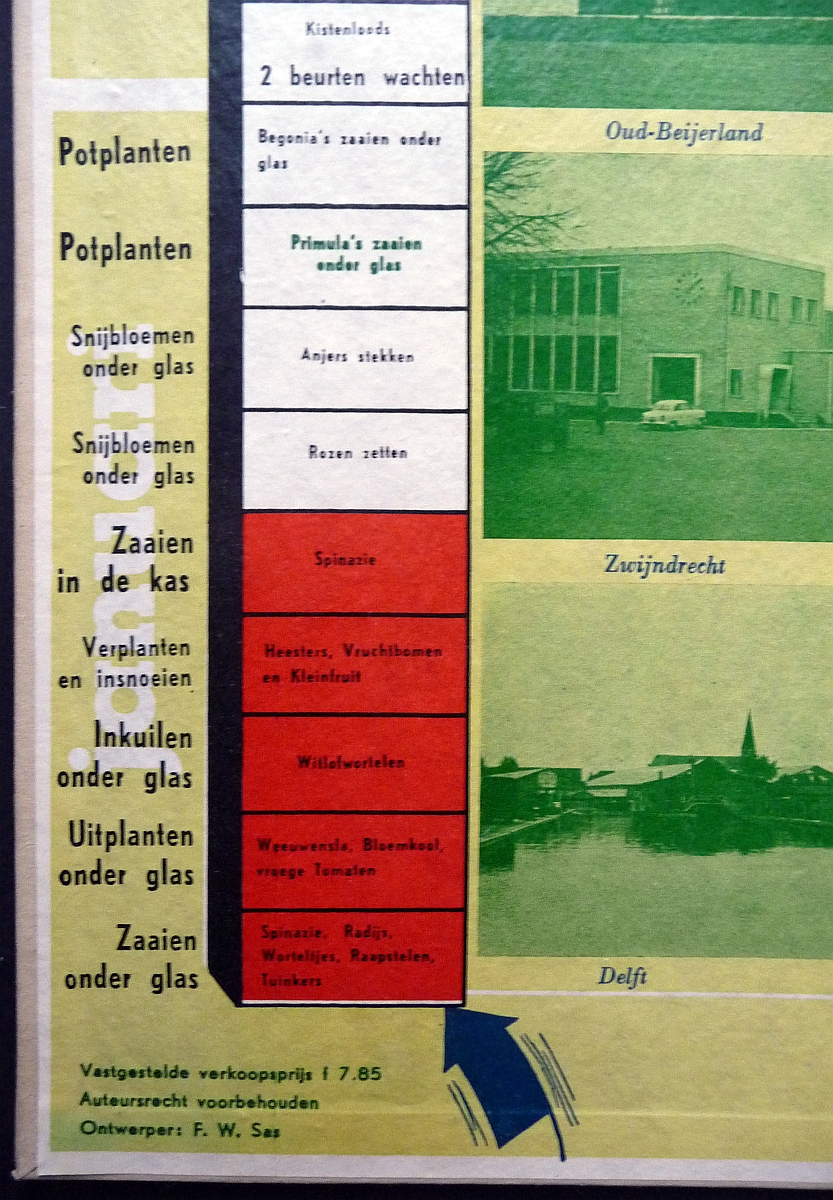 Kistenloods
2 beurten wachten
Potplanten
Begonia's zaaien onder
glas
Potplanten
Primula's zaaien
onder glas
Snijbloemen
onder glas
Anjers stekken
Snijbloemen
onder glas
Rozen zetten
Zaaien
in de kas
Spinazie
Verplanten
en insnoeien
Heesters, Vruchtbomen
en Kleinfruit
Inkuilen
onder glas
Witlofwortelen
Uitplanten
onder glas
Weeuwensla, Bloemkool,
vroege Tomaten
Zaaien
onder glas
Spinazie, Radijs,
Worteltjes, Raapstelen,
Tuinkers
januari
Oud-Beijerland
Zwijndrecht
Delft
Vastgestelde verkoopsprijs f 7.85
Auteursrecht voorbehouden
Ontwerper: F. W. Sas